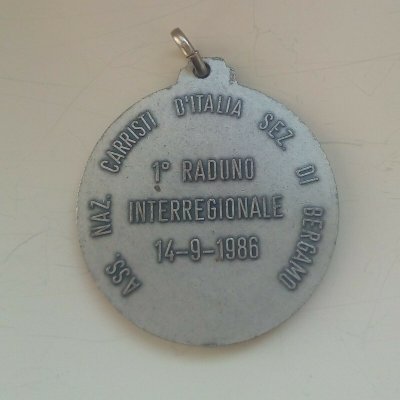 ASS. NAZ. CARRISTI D'ITALIA SEZ. DI BERGAMO
1° RADUNO
INTERREGIONALE
14-9-1986